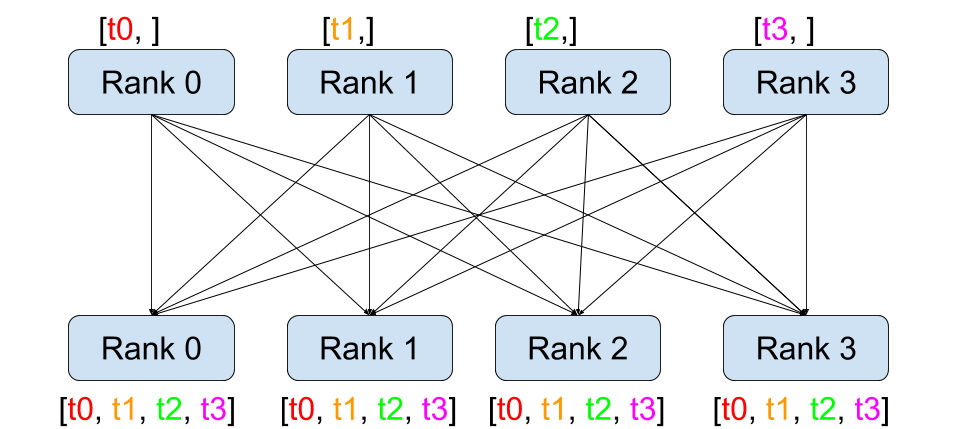 [t0, ] [t1,] [t2,] [t3, ]
Rank 0 Rank 1 Rank 2 Rank 3
Rank 0 Rank 1 Rank 2 Rank 3
[t0, t1, t2, t3] [t0, t1, t2, t3] [t0, t1, t2, t3] [t0, t1, t2, t3]